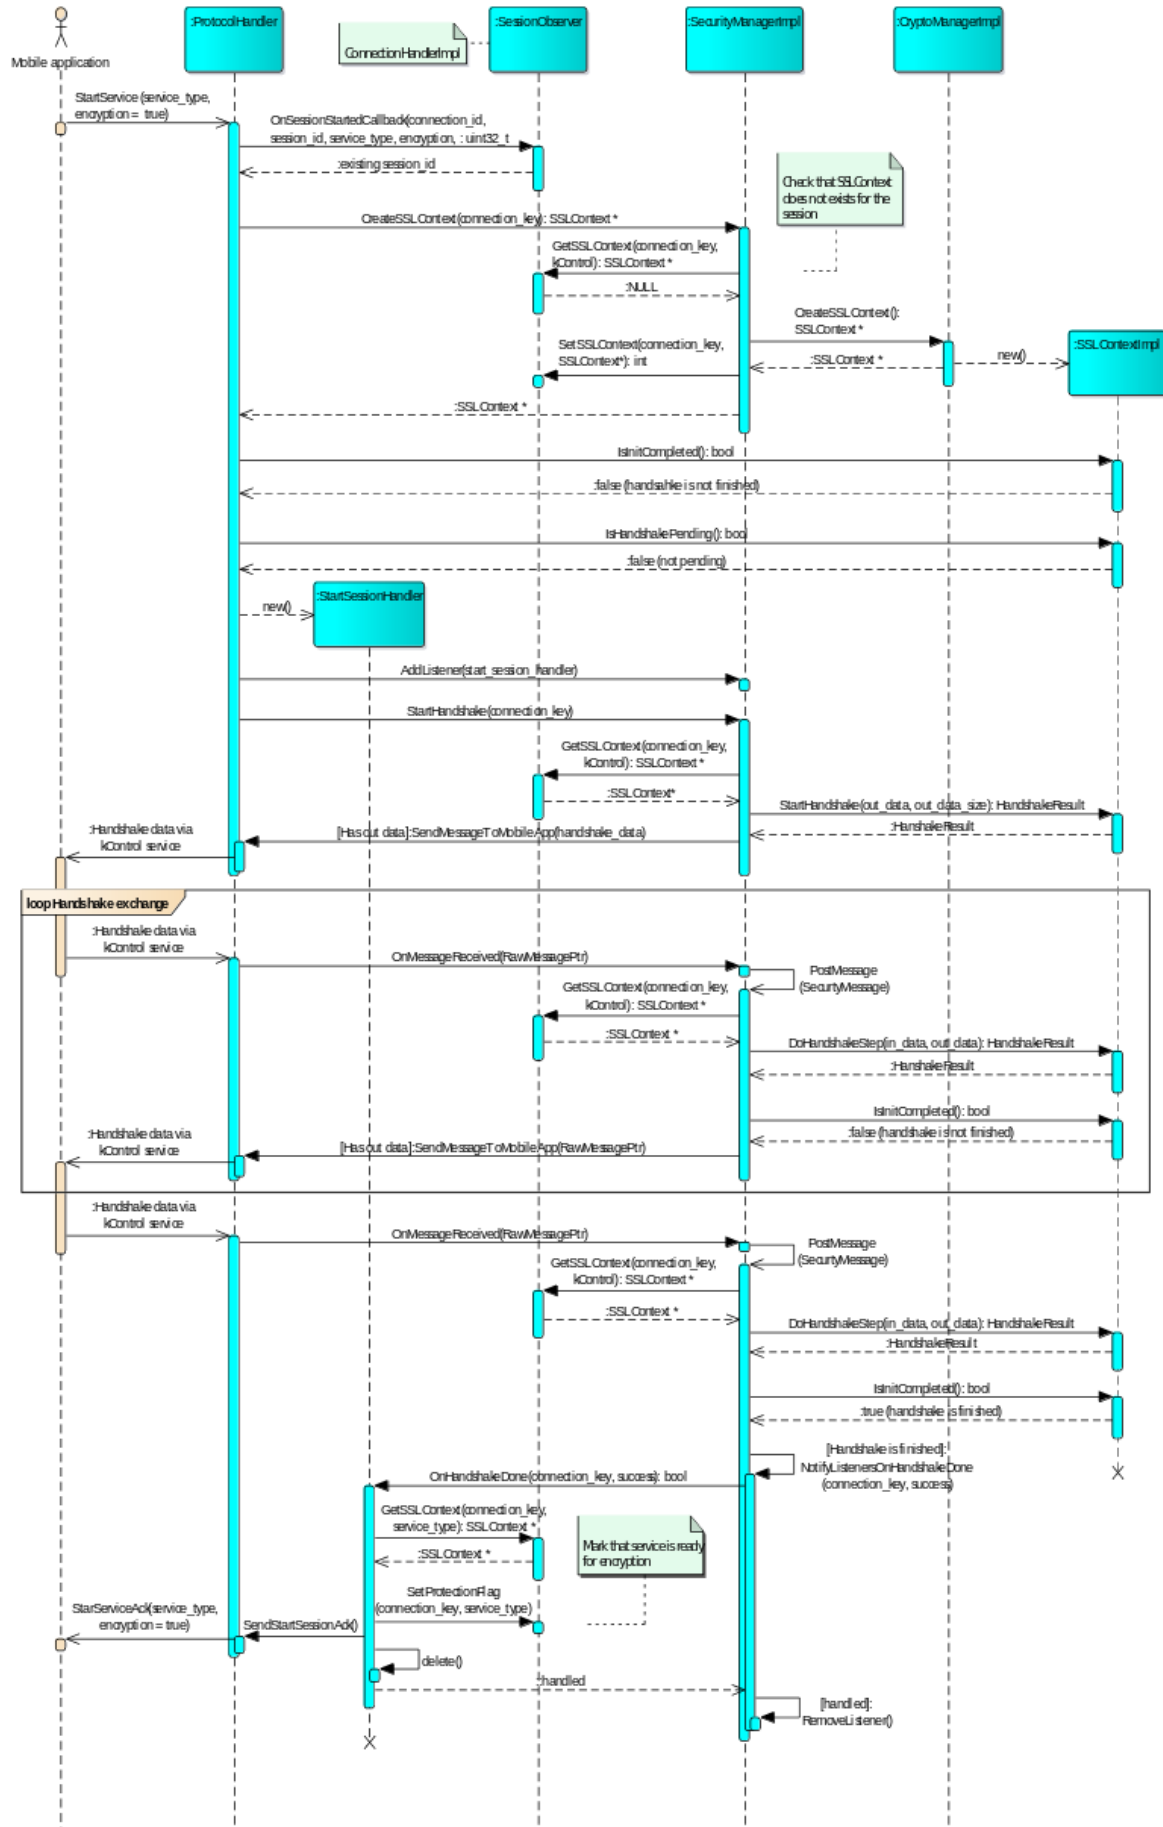 :ProtocolHandler
:SessionObserver
:SecurityManagerImpl
:CryptoManagerImpl
ConnectionHandlerImpl
Mobile application
StartService (service_type,
encryption = true)
OnSessionStartedCallback(connection_id,
session_id, service_type, encryption, : uint32_t
:existing session_id
Check that SSLContext
does not exists for the
session
CreateSSLContext(connection_key): SSLContext *
GetSSLContext(connection_key,
kControl): SSLContext *
:NULL
CreateSSLContext():
SSLContext *
SetSSLContext(connection_key,
SSLContext*): int
:SSLContext *
new()
:SSLContextImpl
:SSLContext *
IsInitCompleted(): bool
:false (handsahke is not finished)
IsHandshakePending(): bool
:false (not pending)
:StartSessionHandler
new()
AddListener(start_session_handler)
StartHandshake(connection_key)
GetSSLContext(connection_key,
kControl): SSLContext *
:SSLContext*
StartHandshake(out_data, out_data_size): HandshakeResult
:HanshakeResult
[Has out data]:SendMessageToMobileApp(handshake_data)
:Handshake data via
kControl service
loop Handshake exchange
:Handshake data via
kControl service
OnMessageReceived(RawMessagePtr)
PostMessage
(SecurtyMessage)
GetSSLContext(connection_key,
kControl): SSLContext *
:SSLContext *
DoHandshakeStep(in_data, out_data): HandshakeResult
:HanshakeResult
IsInitCompleted(): bool
:false (handshake is not finished)
:Handshake data via
kControl service
[Has out data]:SendMessageToMobileApp(RawMessagePtr)
:Handshake data via
kControl service
OnMessageReceived(RawMessagePtr)
PostMessage
(SecurtyMessage)
GetSSLContext(connection_key,
kControl): SSLContext *
:SSLContext *
DoHandshakeStep(in_data, out_data): HandshakeResult
:HandshakeResult
IsInitCompleted(): bool
:true (handshake is finished)
[Handshake is finished]:
NotifyListenersOnHandshakeDone
(connection_key, success)
OnHandshakeDone(connection_key, success): bool
GetSSLContext(connection_key,
service_type): SSLContext *
:SSLContext *
Mark that service is ready
for encryption
SetProtectionFlag
(connection_key, service_type)
StarServiceAck(service_type,
encryption = true)
SendStartSessionAck()
delete()
:handled
[handled]:
RemoveListener()